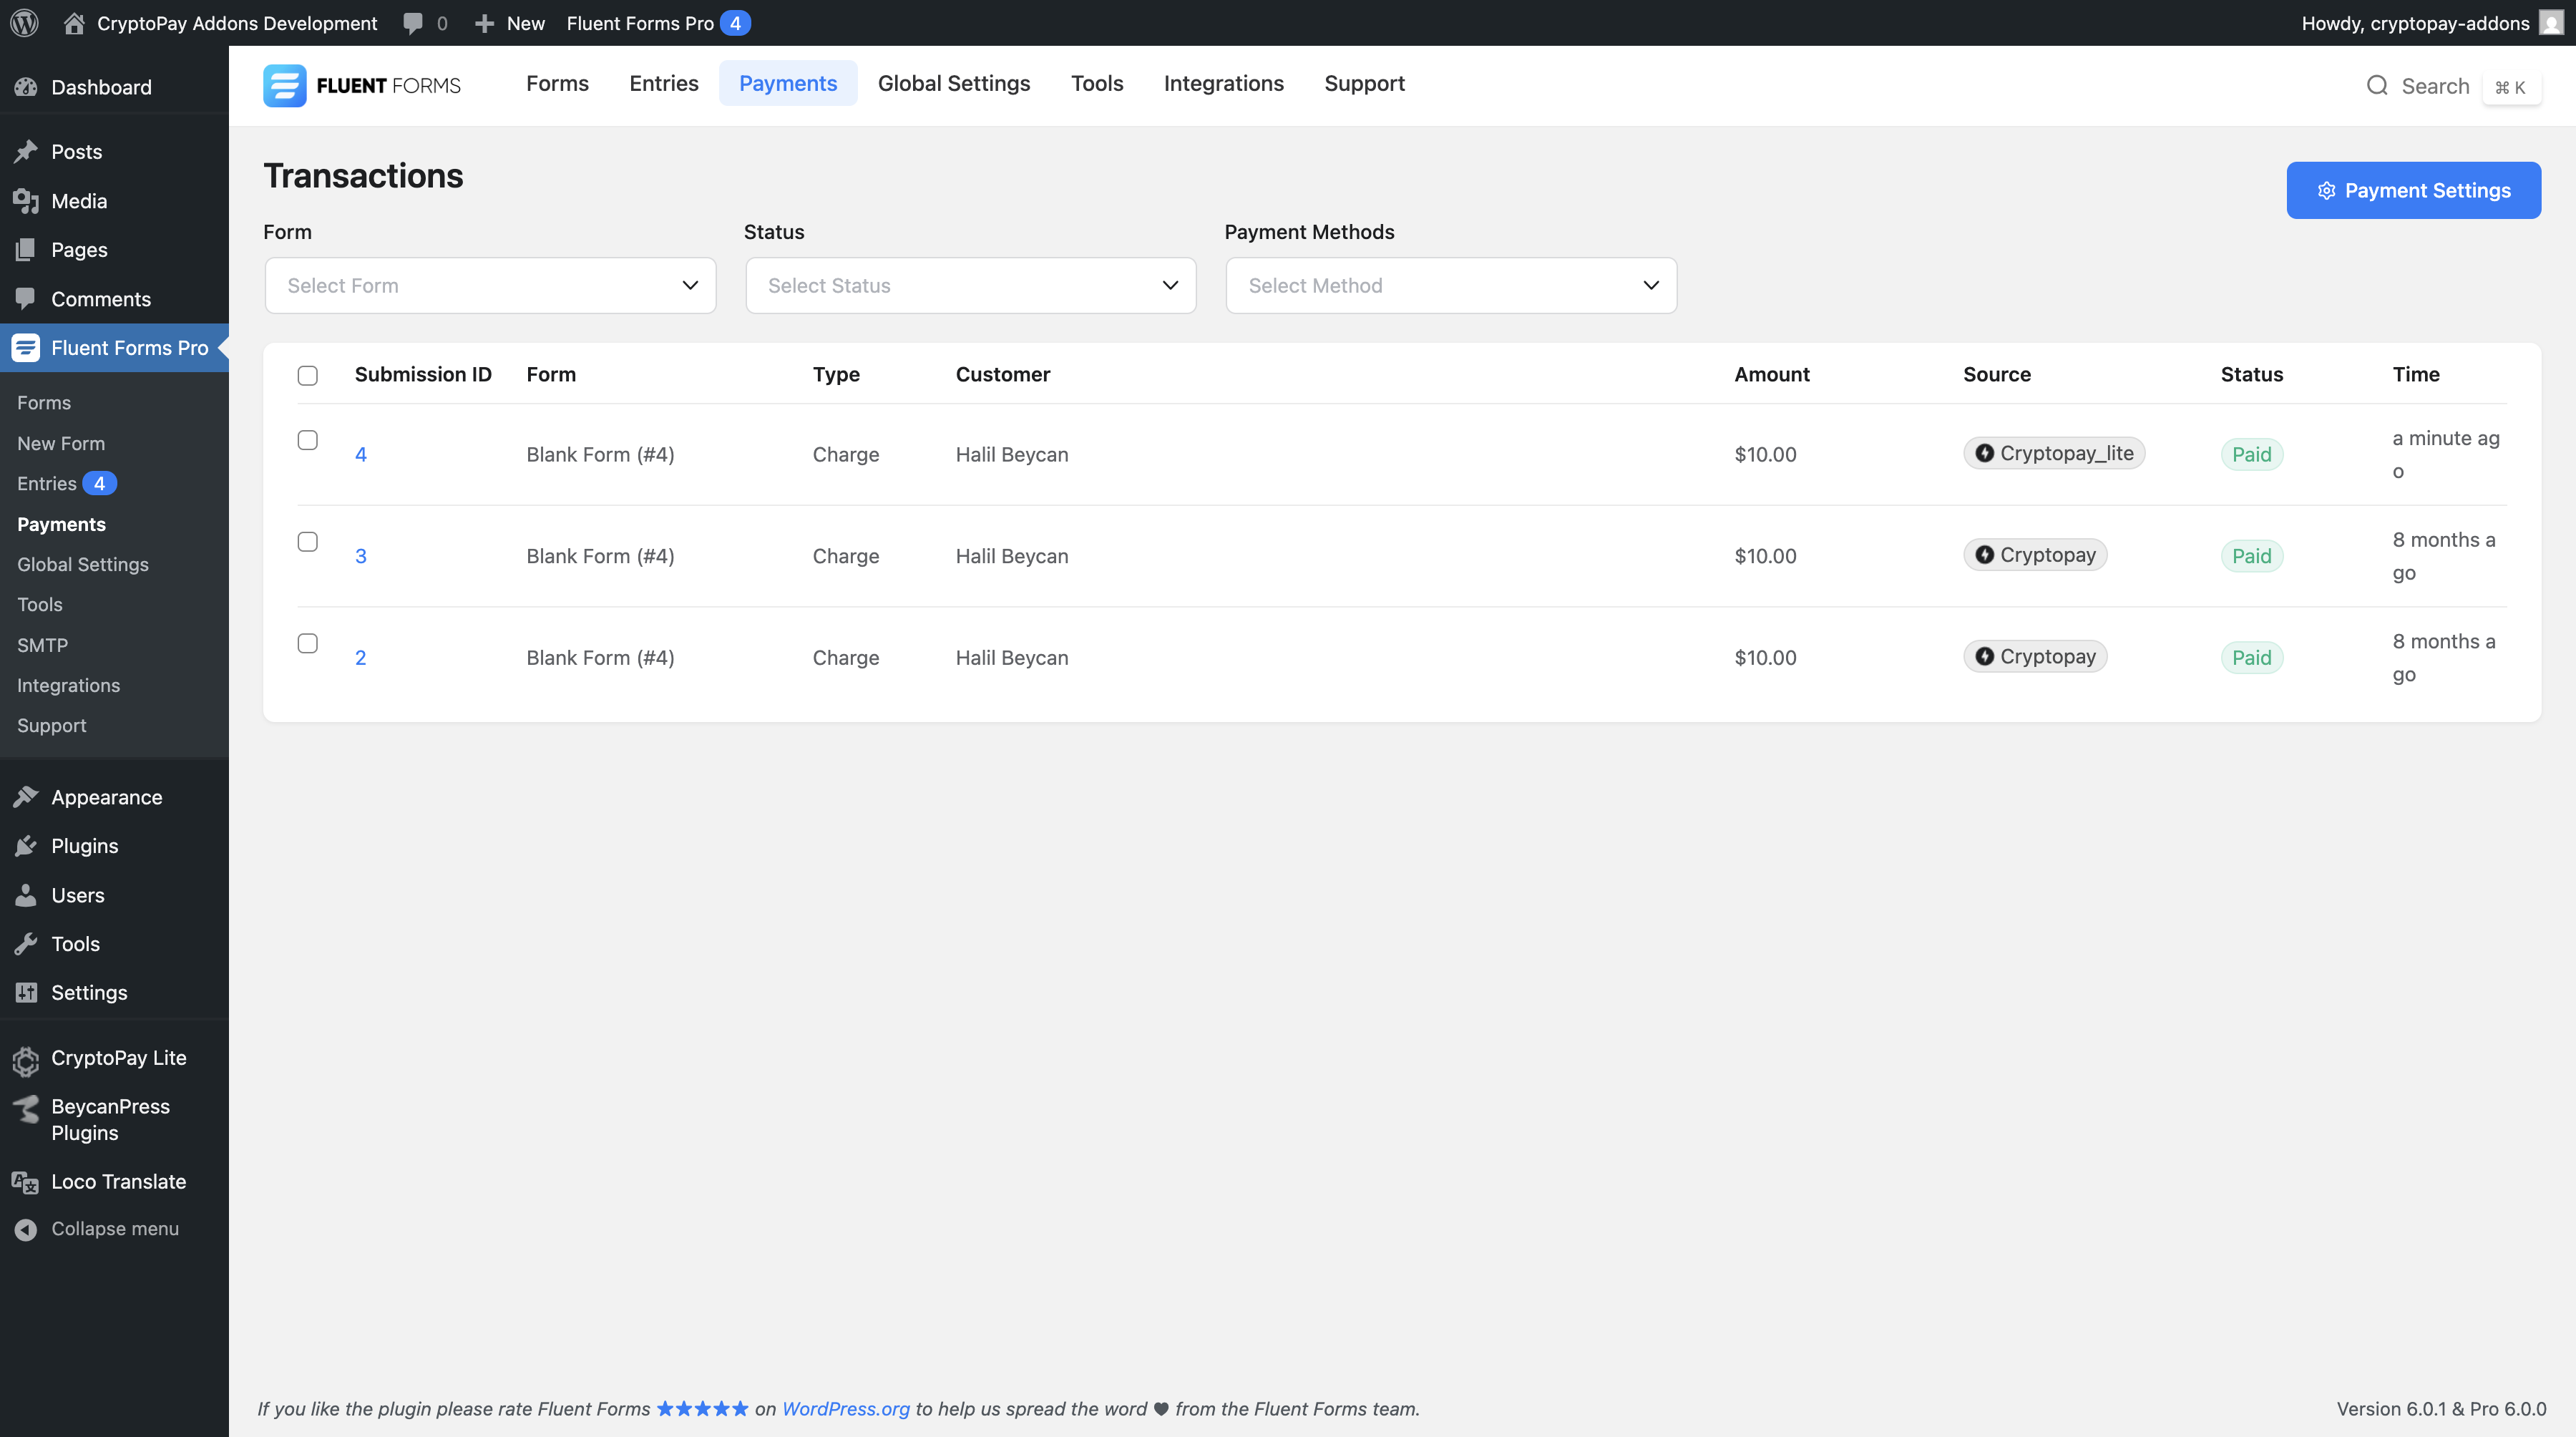 CryptoPay Addons Development 0 New Fluent Forms Pro 4 Howdy, cryptopay-addons
Dashboard
Posts
Media
Pages
Comments
Fluent Forms Pro
Forms
New Form
Entries 4
Payments
Global Settings
Tools
SMTP
Integrations
Support
Appearance
Plugins
Users
Tools
Settings
CryptoPay Lite
BeycanPress
Plugins
Loco Translate
Collapse menu
FLUENT FORMS Forms Entries Payments Global Settings Tools Integrations Support Search ⌘ K
Transactions
Payment Settings
Form Status Payment Methods
Select Form Select Status Select Method
Submission ID Form Type Customer Amount Source Status Time
4 Blank Form (#4) Charge Halil Beycan $10.00 Cryptopay_lite Paid a minute ag
o
3 Blank Form (#4) Charge Halil Beycan $10.00 Cryptopay Paid 8 months a
go
2 Blank Form (#4) Charge Halil Beycan $10.00 Cryptopay Paid 8 months a
go
If you like the plugin please rate Fluent Forms ★★★★★ on WordPress.org to help us spread the word ♥ from the Fluent Forms team. Version 6.0.1 & Pro 6.0.0